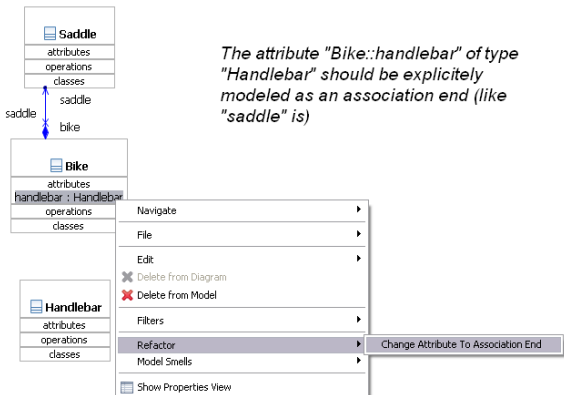 Saddle
attributes
operations
classes
The attribute "Bike::handlebar" of type
"Handlebar" should be explicitely
modeled as an association end (like
"saddle" is)
saddle
saddle
bike
Bike
attributes
handlebar : Handlebar
operations
classes
Navigate
File
Edit
Delete from Diagram
Delete from Model
Filters
Refactor
Change Attribute To Association End
Model Smells
Show Properties View
Handlebar
attributes
operations
classes